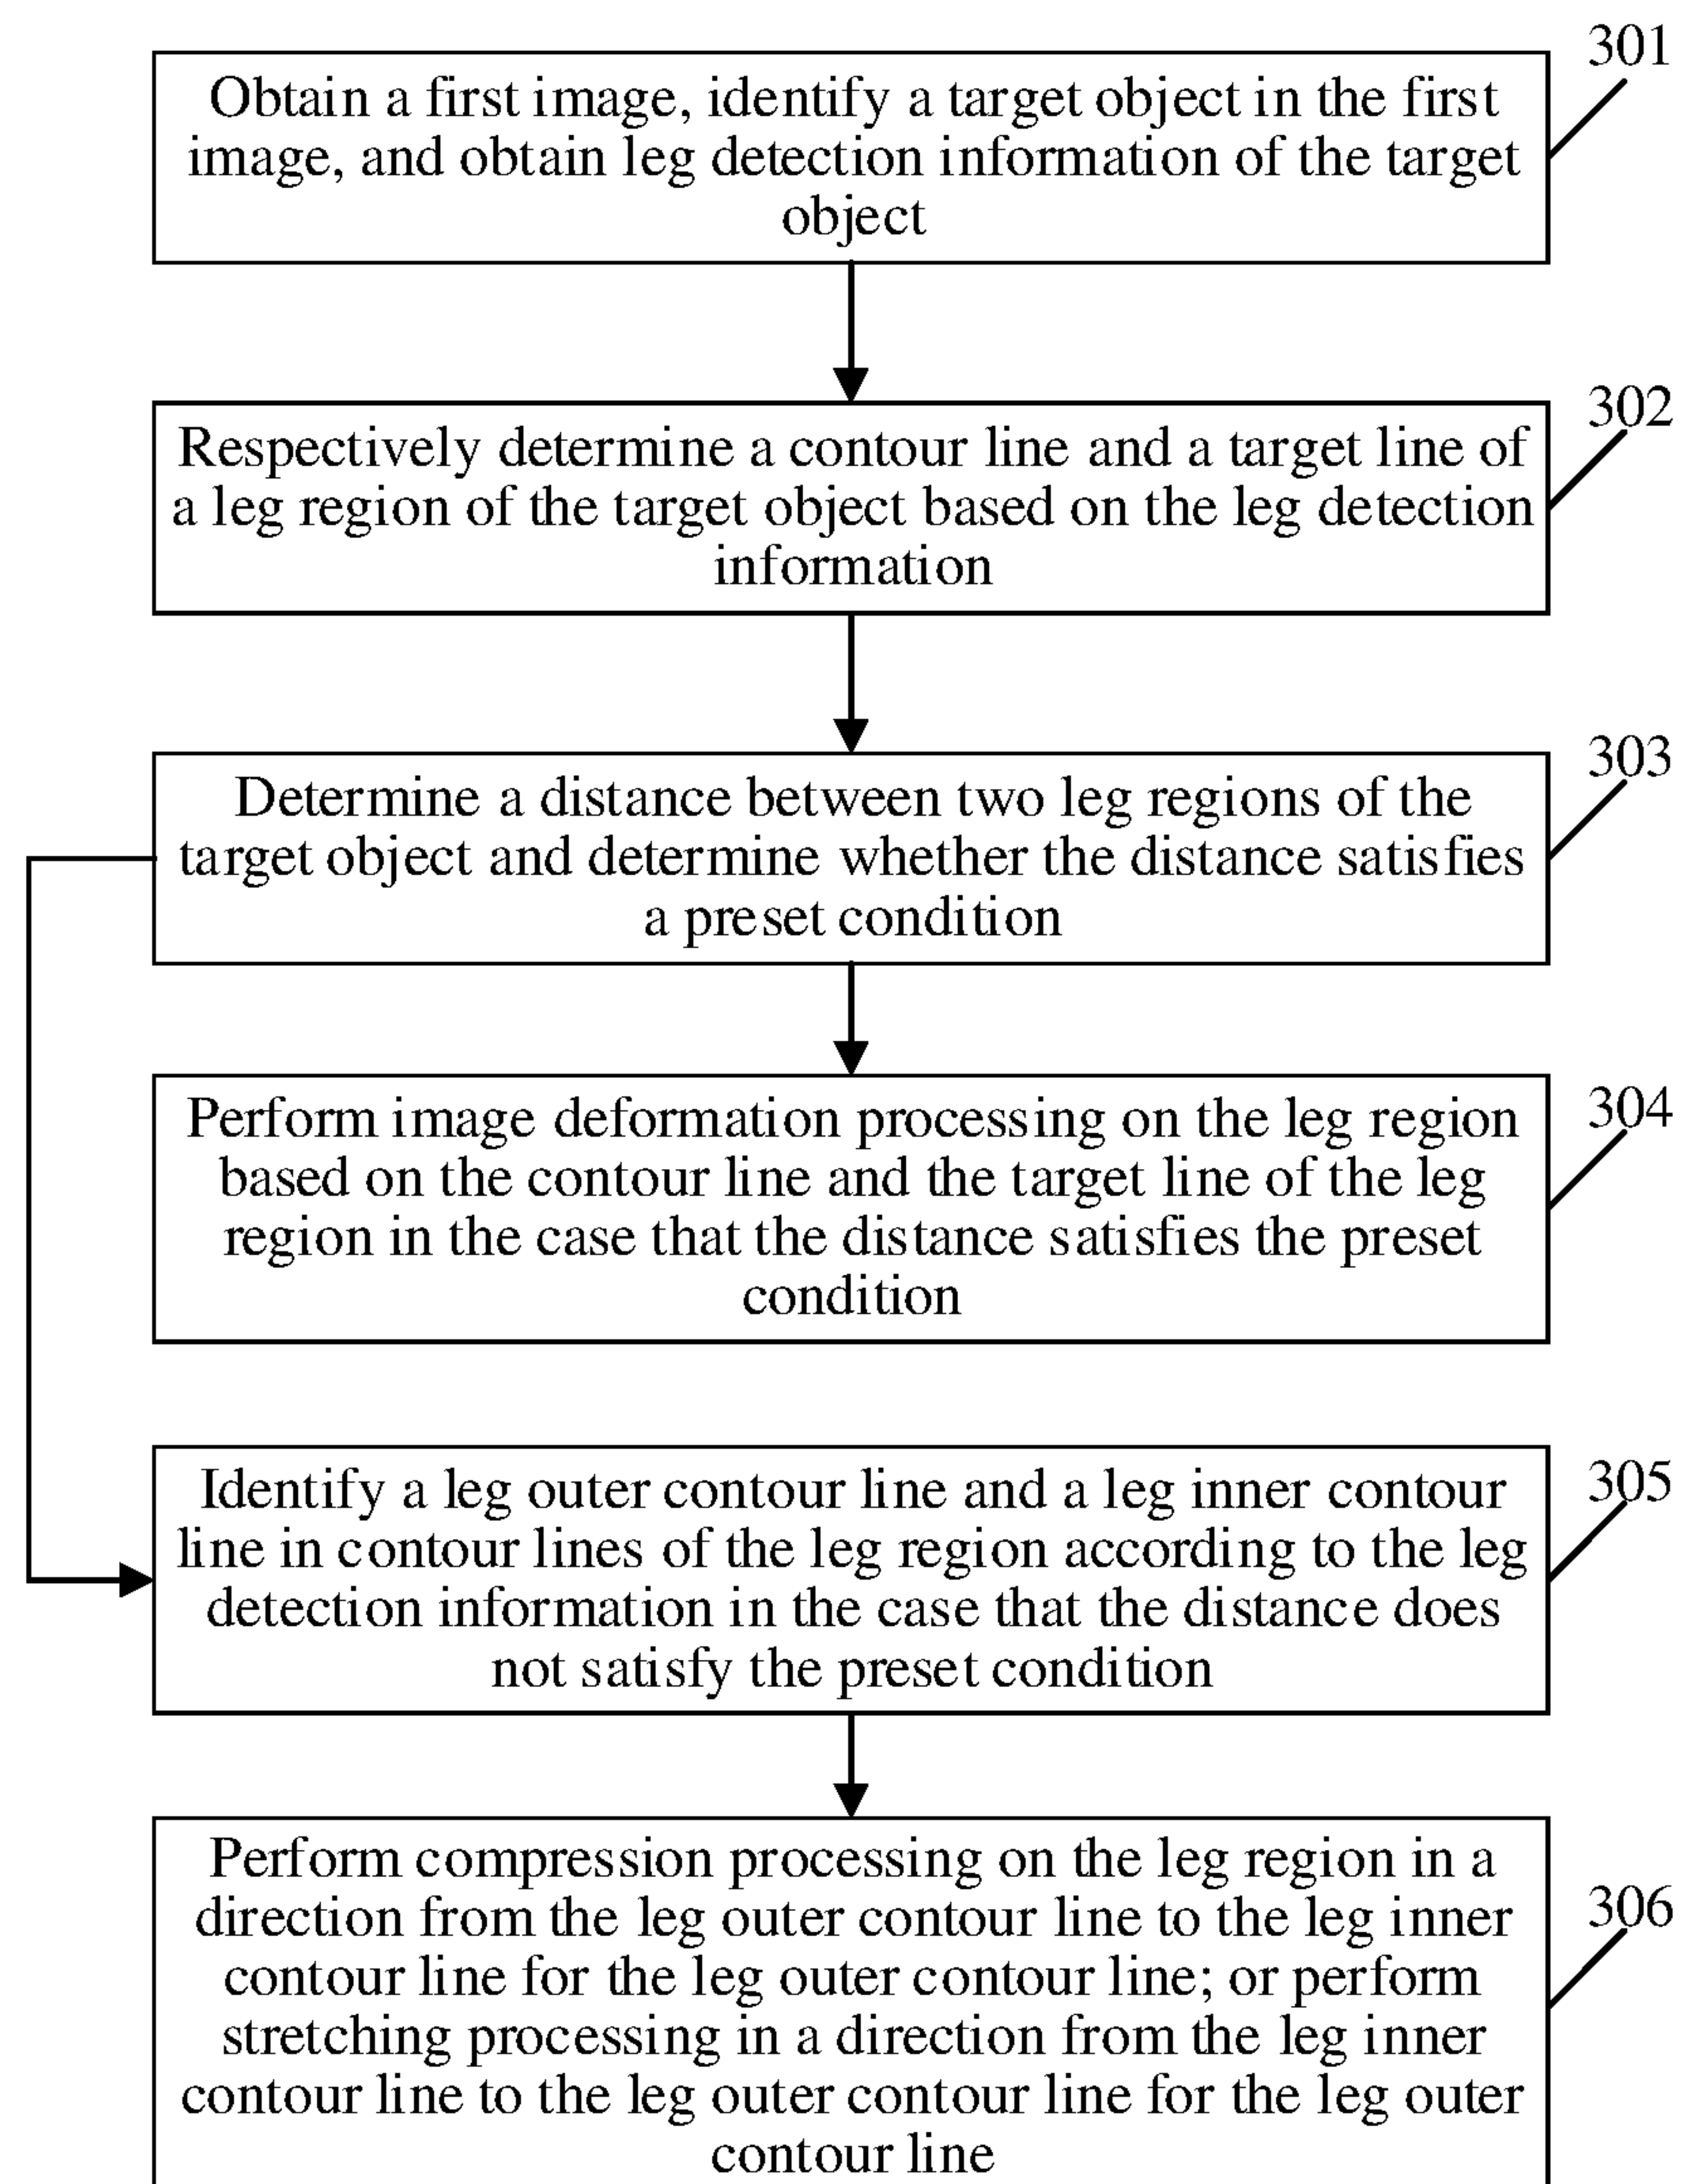 301
Obtain a first image, identify a target object in the first
image, and obtain leg detection information of the target
object
302
Respectively determine a contour line and a target line of
a leg region of the target object based on the leg detection
information
303
Determine a distance between two leg regions of the
target object and determine whether the distance satisfies
a preset condition
304
Perform image deformation processing on the leg region
based on the contour line and the target line of the leg
region in the case that the distance satisfies the preset
condition
305
Identify a leg outer contour line and a leg inner contour
line in contour lines of the leg region according to the leg
detection information in the case that the distance does
not satisfy the preset condition
306
Perform compression processing on the leg region in a
direction from the leg outer contour line to the leg inner
contour line for the leg outer contour line; or perform
stretching processing in a direction from the leg inner
contour line to the leg outer contour line for the leg outer
contour line